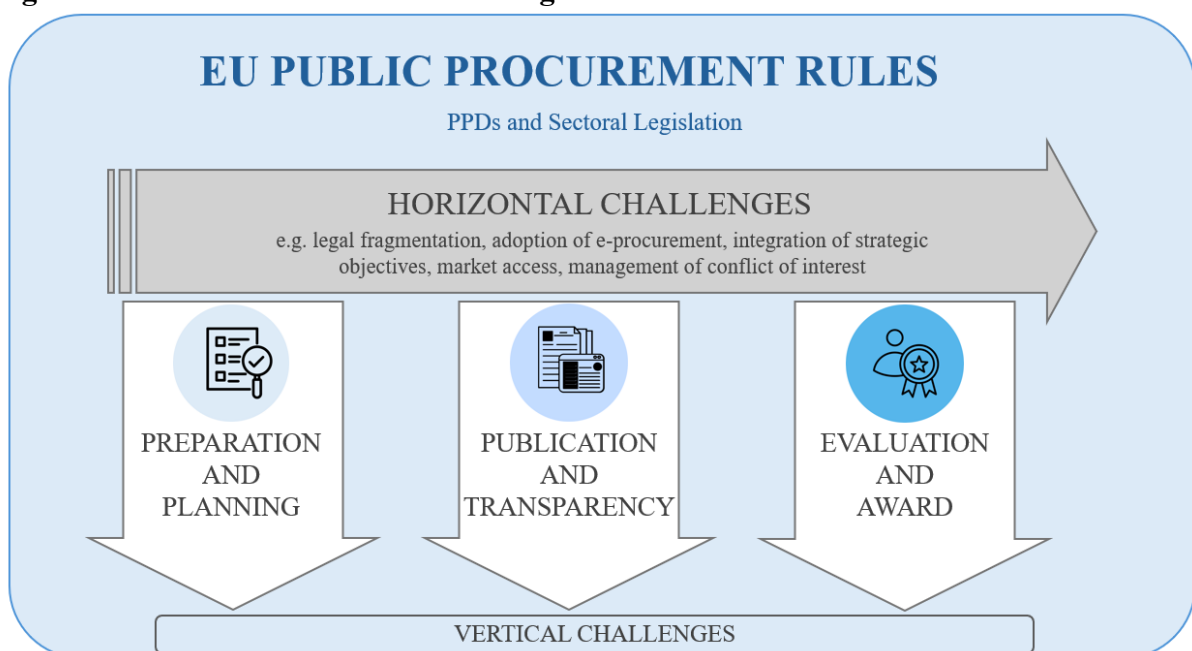 EU PUBLIC PROCUREMENT RULES
PPDs and Sectoral Legislation
HORIZONTAL CHALLENGES
e.g. legal fragmentation, adoption of e-procurement, integration of strategic
objectives, market access, management of conflict of interest
PREPARATION
AND
PLANNING
PUBLICATION
AND
TRANSPARENCY
EVALUATION
AND
AWARD
VERTICAL CHALLENGES